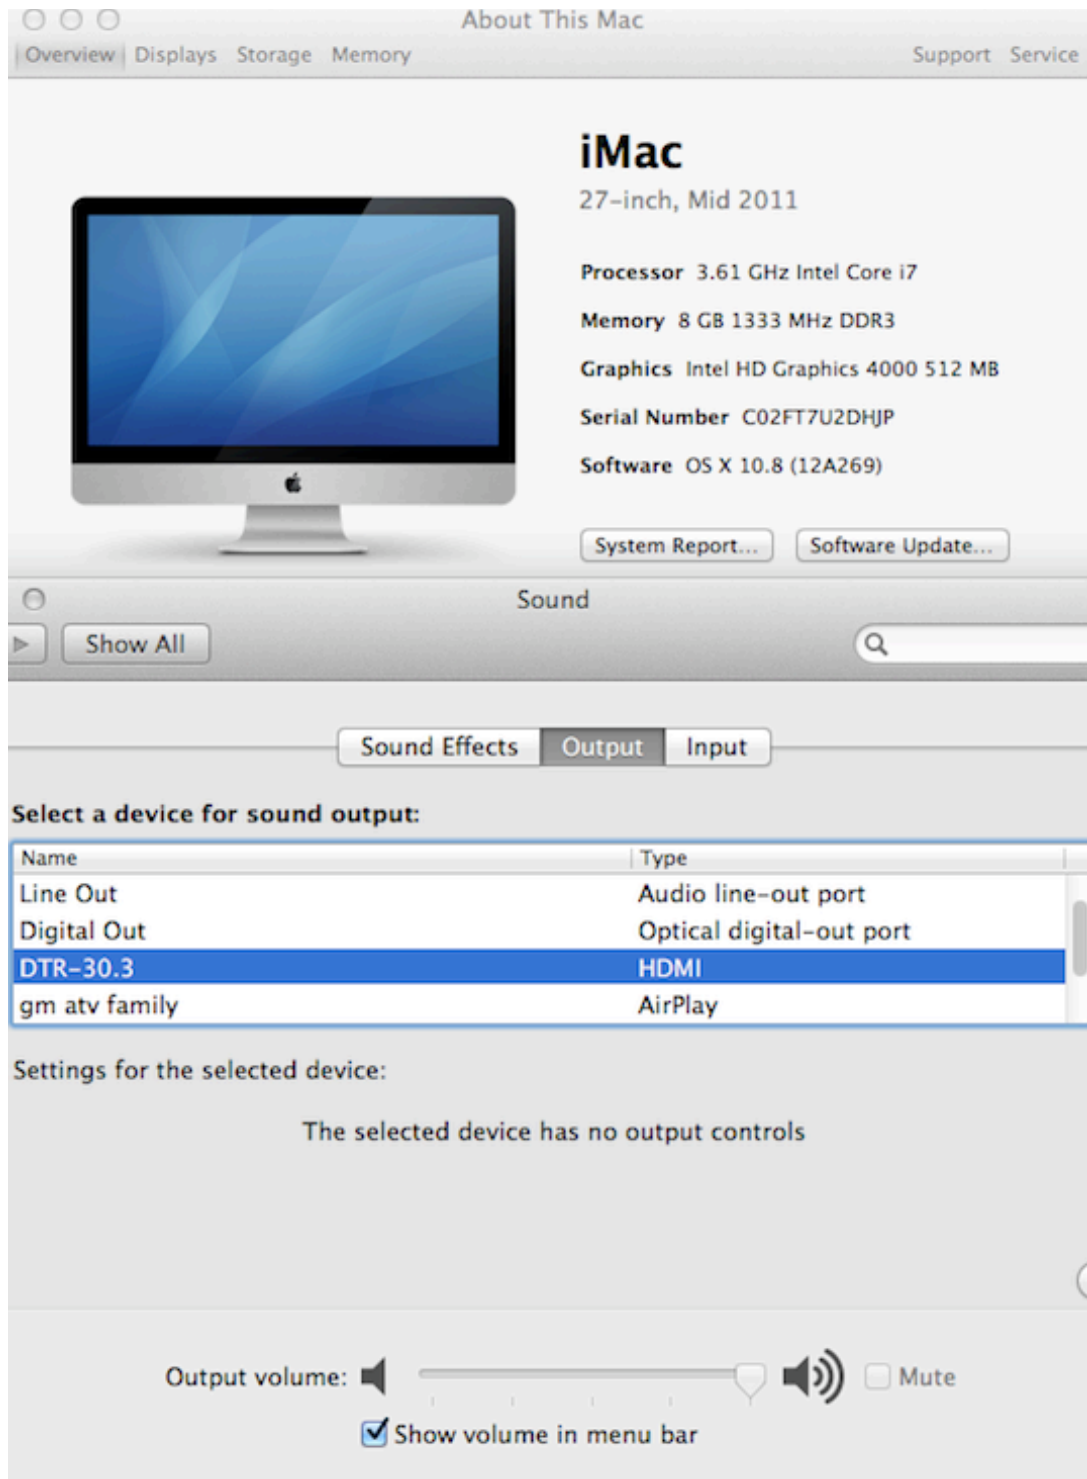 About This Mac
Overview Displays Storage Memory Support Service
iMac
27-inch, Mid 2011
Processor 3.61 GHz Intel Core i7
Memory 8 GB 1333 MHz DDR3
Graphics Intel HD Graphics 4000 512 MB
Serial Number C02FT7U2DHJP
Software OS X 10.8 (12A269)
System Report... Software Update...
Sound
Show All
Sound Effects Output Input
Select a device for sound output:
Name Type
Line Out Audio line-out port
Digital Out Optical digital-out port
DTR-30.3 HDMI
gm atv family AirPlay
Settings for the selected device:
The selected device has no output controls
Output volume: Mute
Show volume in menu bar